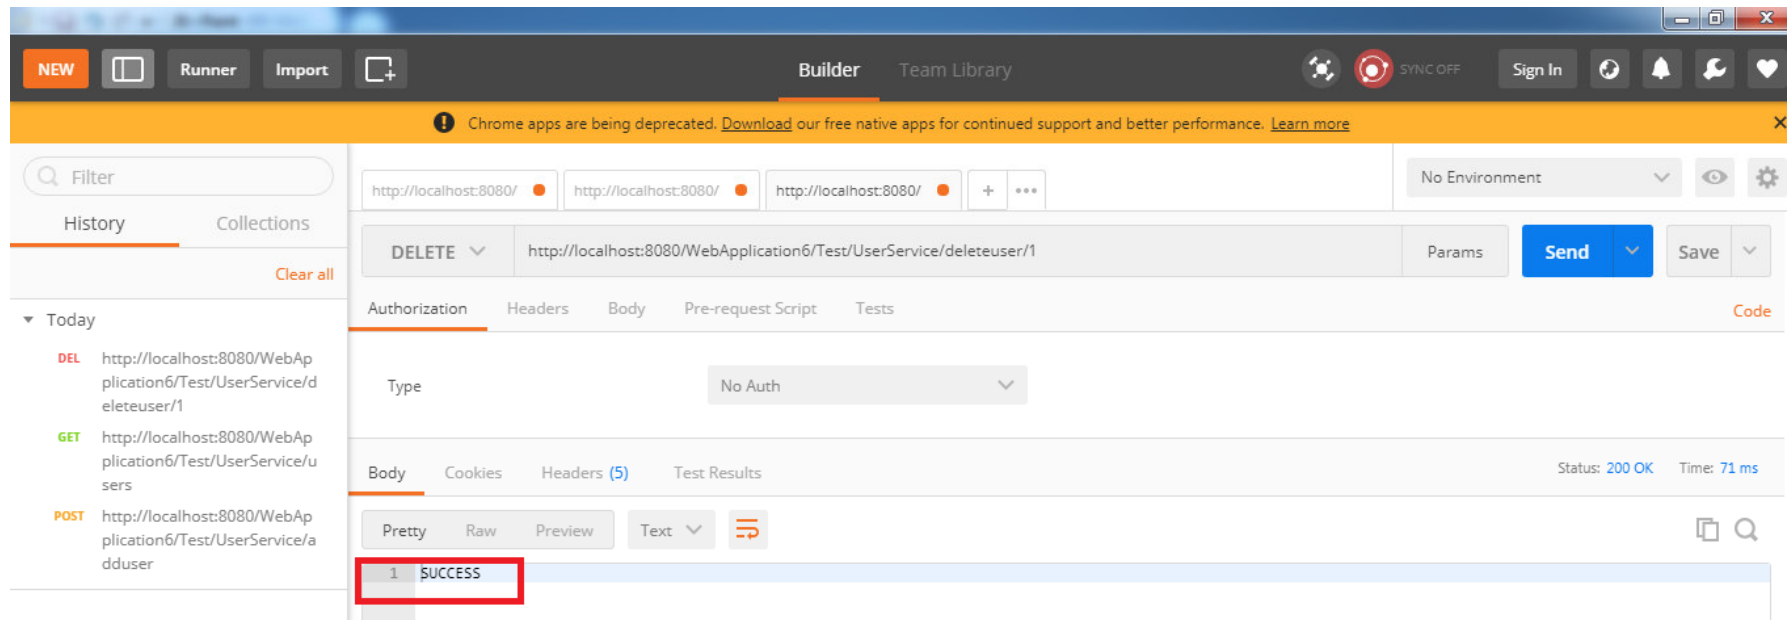 NEW Runner Import Builder Team Library SYNC OFF Sign In
Chrome apps are being deprecated. Download our free native apps for continued support and better performance. Learn more
Filter
History Collections
Clear all
Today
DEL http://localhost:8080/WebAp
plication6/Test/UserService/d
eleteuser/1
GET http://localhost:8080/WebAp
plication6/Test/UserService/u
sers
POST http://localhost:8080/WebAp
plication6/Test/UserService/a
dduser
http://localhost:8080/ http://localhost:8080/ http://localhost:8080/ + •••
No Environment
DELETE http://localhost:8080/WebApplication6/Test/UserService/deleteuser/1 Params Send Save
Authorization Headers Body Pre-request Script Tests Code
Type No Auth
Body Cookies Headers (5) Test Results Status: 200 OK Time: 71 ms
Pretty Raw Preview Text
1 SUCCESS